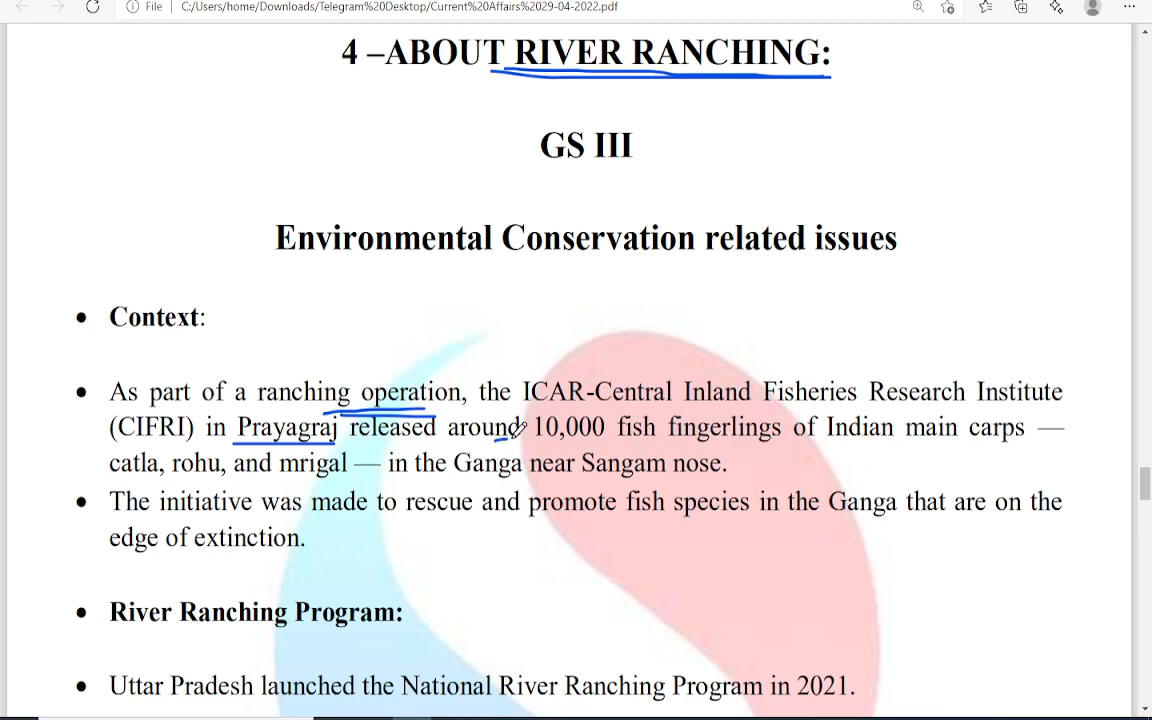 File
C:/Users/home/Downloads/Telegram%20Desktop/Current%20Affairs%2029-04-2022.pdf
4 –ABOUT RIVER RANCHING:
GS III
Environmental Conservation related issues
• Context:
• As part of a ranching operation, the ICAR-Central Inland Fisheries Research Institute
(CIFRI) in Prayagraj released around 10,000 fish fingerlings of Indian main carps —
catla, rohu, and mrigal — in the Ganga near Sangam nose.
• The initiative was made to rescue and promote fish species in the Ganga that are on the
edge of extinction.
• River Ranching Program:
• Uttar Pradesh launched the National River Ranching Program in 2021.